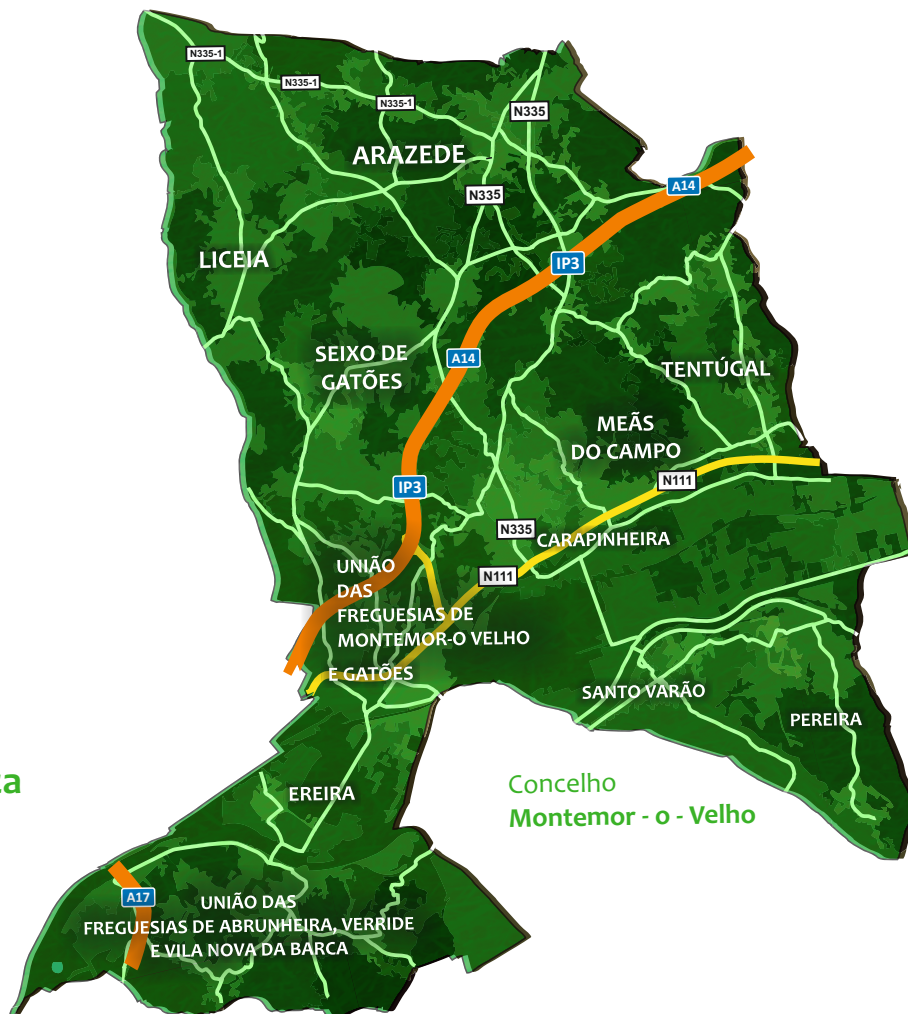 N335-1
N335-1
N335-1
N335
ARAZEDE
A14
N335
LICEIA
IP3
SEIXO DE
GATÕES
A14
TENTÚGAL
MEÃS
DO CAMPO
N111
IP3
N335
CARAPINHEIRA
UNIÃO
DAS
FREGUESIAS DE
MONTEMOR-O VELHO
E GATÕES
N111
SANTO VARÃO
PEREIRA
Concelho
Montemor - o - Velho
EREIRA
A17
UNIÃO DAS
FREGUESIAS DE ABRUNHEIRA, VERRIDE
E VILA NOVA DA BARCA